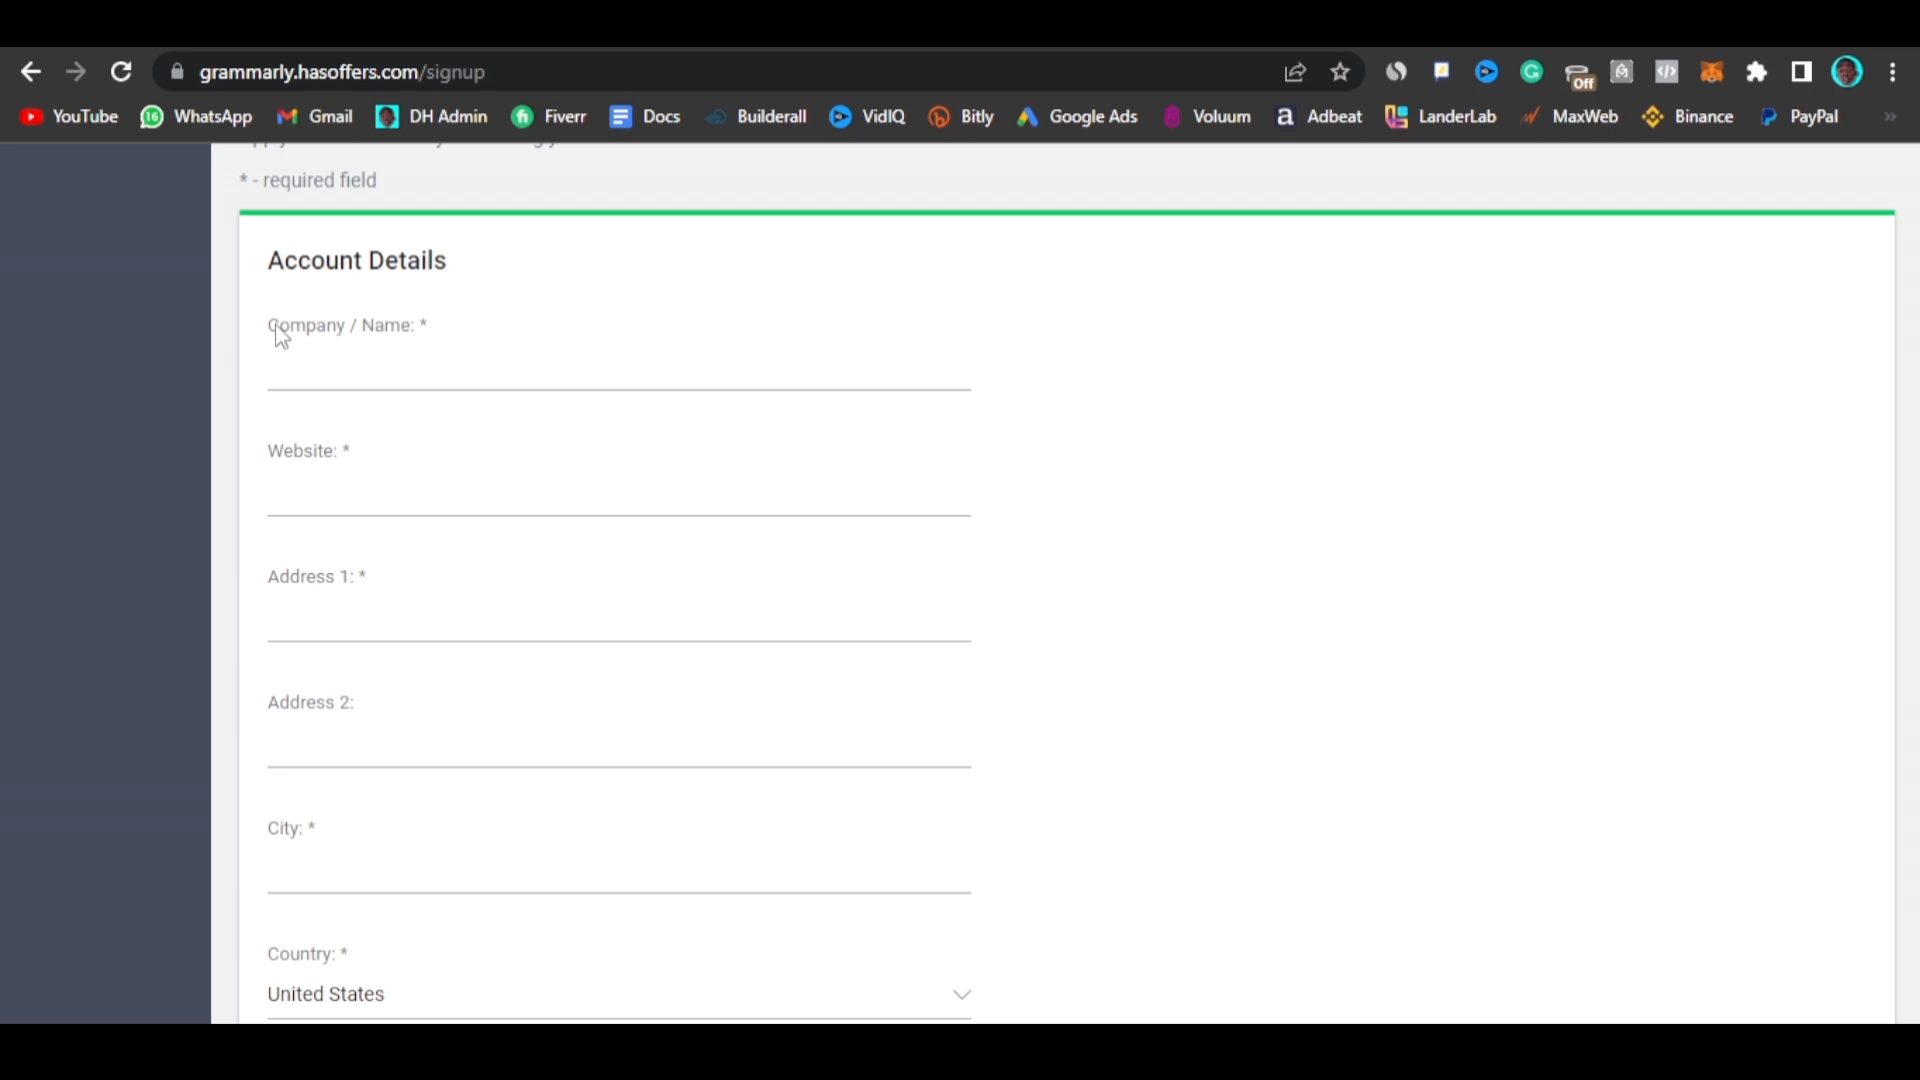 grammarly.hasoffers.com/signup
Off
YouTube WhatsApp Gmail DH Admin Fiverr Docs Builderall VidIQ Bitly Google Ads Voluum Adbeat LanderLab MaxWeb Binance PayPal »
* - required field
Account Details
Company / Name: *
Website: *
Address 1: *
Address 2:
City: *
Country: *
United States